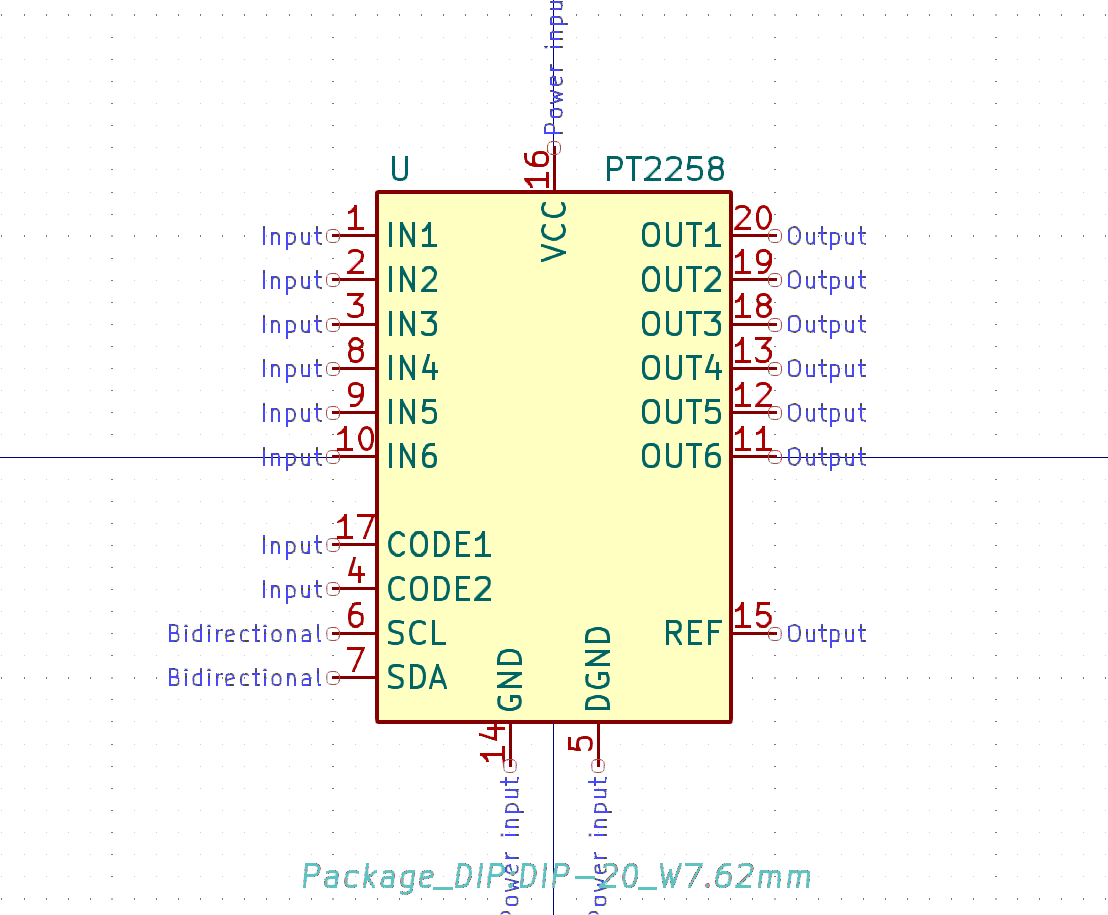 Power inpu
16
U
PT2258
VCC
Input 1 IN1
OUT1 20 Output
Input 2 IN2
OUT2 19 Output
Input 3 IN3
OUT3 18 Output
Input 8 IN4
OUT4 13 Output
Input 9 IN5
OUT5 12 Output
Input 10 IN6
OUT6 11 Output
Input 17 CODE1
Input 4 CODE2
Bidirectional 6 SCL
REF 15 Output
Bidirectional 7 SDA
GND
DGND
14
5
Power input
Power input
Package_DIP:DIP-20_W7.62mm